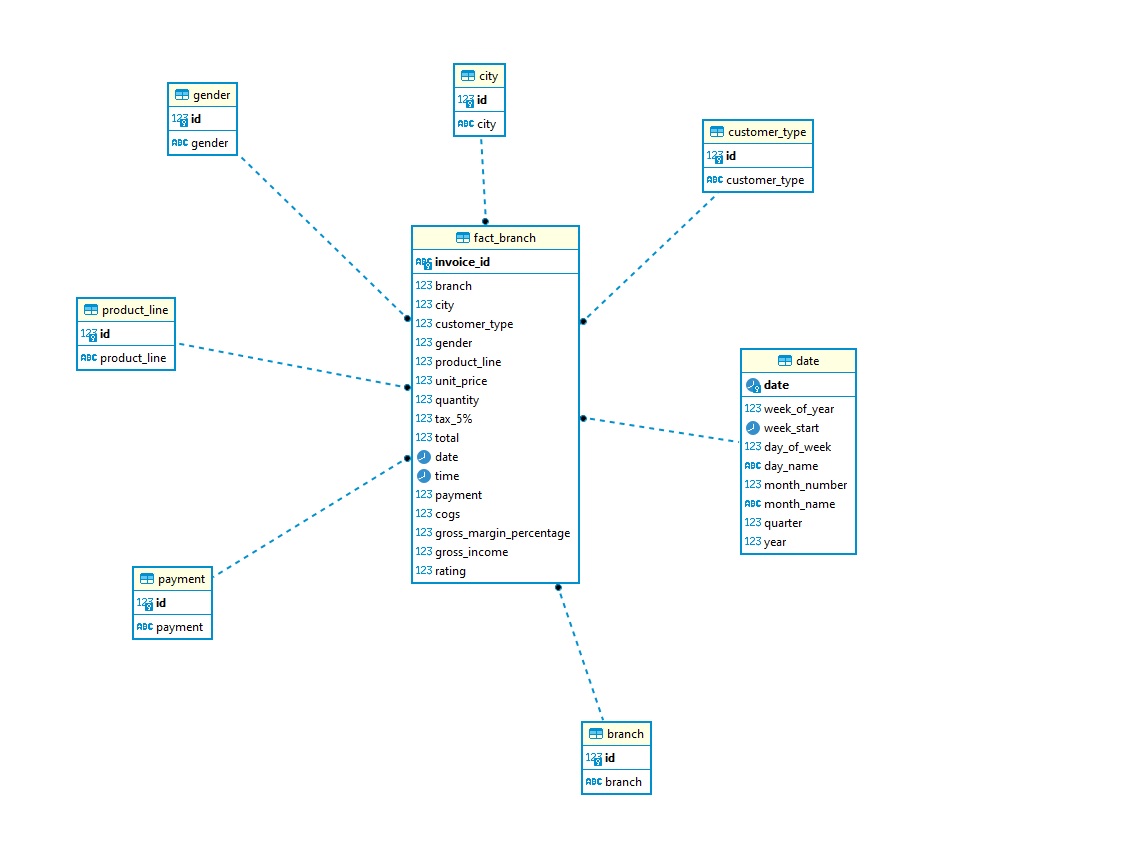 city
123 id
ABC city
gender
123 id
ABC gender
customer_type
123 id
ABC customer_type
fact_branch
ABC invoice_id
123 branch
123 city
123 customer_type
123 gender
123 product_line
123 unit_price
123 quantity
123 tax_5%
123 total
date
time
123 payment
123 cogs
123 gross_margin_percentage
123 gross_income
123 rating
product_line
123 id
ABC product_line
date
date
123 week_of_year
week_start
123 day_of_week
ABC day_name
123 month_number
ABC month_name
123 quarter
123 year
payment
123 id
ABC payment
branch
123 id
ABC branch